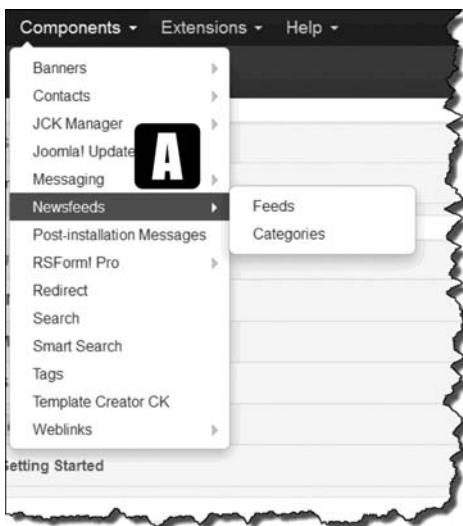 Components Extensions Help
Banners
Contacts
JCK Manager
Joomla! Update
A
Messaging
Newsfeeds Feeds
Post-installation Messages Categories
RSForm! Pro
Redirect
Search
Smart Search
Tags
Template Creator CK
Weblinks
Getting Started